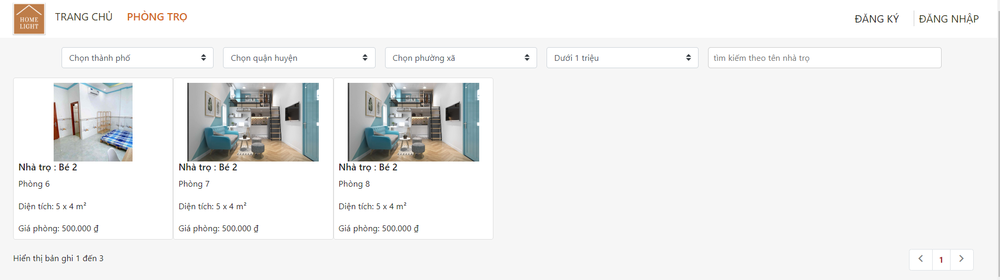 HOME
LIGHT
TRANG CHỦ
PHÒNG TRỌ
ĐĂNG KÝ
ĐĂNG NHẬP
Chọn thành phố
Chọn quận huyện
Chọn phường xã
Dưới 1 triệu
tìm kiếm theo tên nhà trọ
Nhà trọ : Bé 2
Phòng 6
Diện tích: 5 x 4 m²
Giá phòng: 500.000 ₫
Nhà trọ : Bé 2
Phòng 7
Diện tích: 5 x 4 m²
Giá phòng: 500.000 ₫
Nhà trọ : Bé 2
Phòng 8
Diện tích: 5 x 4 m²
Giá phòng: 500.000 ₫
Hiển thị bản ghi 1 đến 3
1